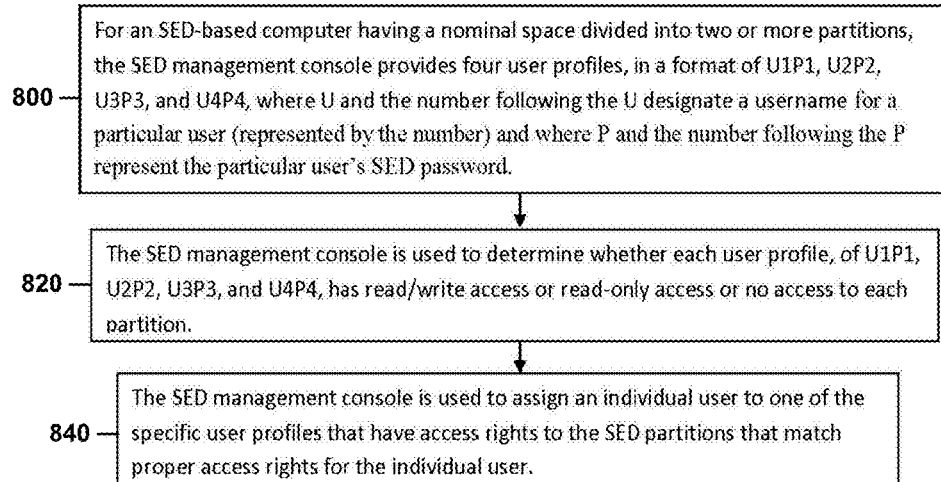 For an SED-based computer having a nominal space divided into two or more partitions,
the SED management console provides four user profiles, in a format of U1P1, U2P2,
800
U3P3, and U4P4, where U and the number following the U designate a username for a
particular user (represented by the number) and where P and the number following the P
represent the particular user's SED password.
The SED management console is used to determine whether each user profile, of U1P1,
820
U2P2, U3P3, and U4P4, has read/write access or read-only access or no access to each
partition.
The SED management console is used to assign an individual user to one of the
840
specific user profiles that have access rights to the SED partitions that match
proper access rights for the individual user.